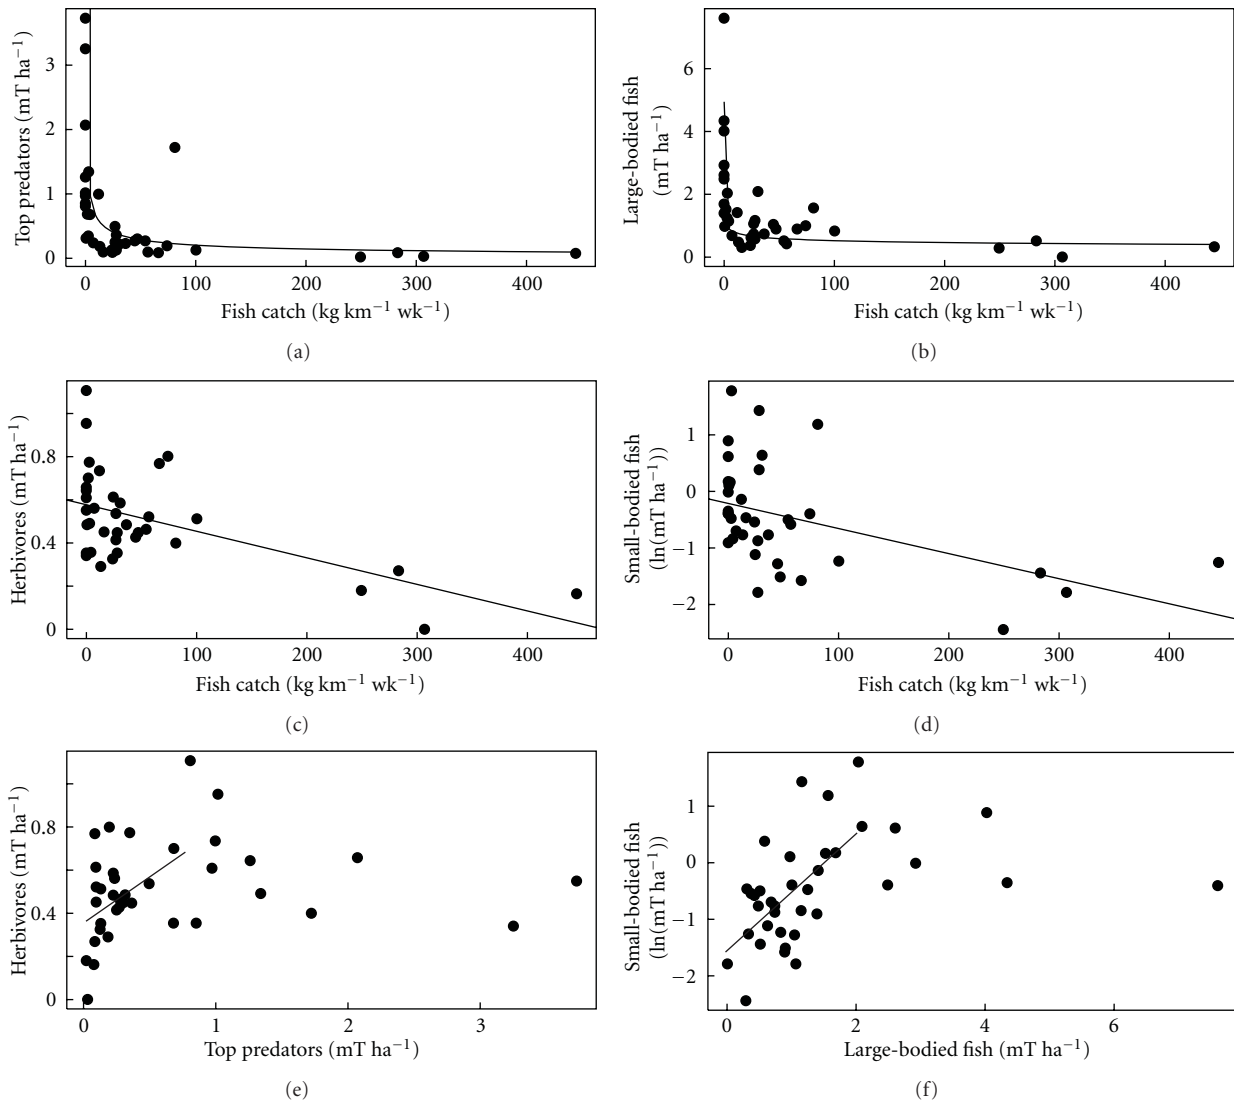 3
2
1
0
Top predators (mT ha⁻¹)
0 100 200 300 400
Fish catch (kg km⁻¹ wk⁻¹)
(a)
6
4
2
0
Large-bodied fish
(mT ha⁻¹)
0 100 200 300 400
Fish catch (kg km⁻¹ wk⁻¹)
(b)
0.8
0.4
0
Herbivores (mT ha⁻¹)
0 100 200 300 400
Fish catch (kg km⁻¹ wk⁻¹)
(c)
1
0
−1
−2
Small-bodied fish
(ln(mT ha⁻¹))
0 100 200 300 400
Fish catch (kg km⁻¹ wk⁻¹)
(d)
0.8
0.4
0
Herbivores (mT ha⁻¹)
0 1 2 3
Top predators (mT ha⁻¹)
(e)
1
0
−1
−2
Small-bodied fish
(ln(mT ha⁻¹))
0 2 4 6
Large-bodied fish (mT ha⁻¹)
(f)